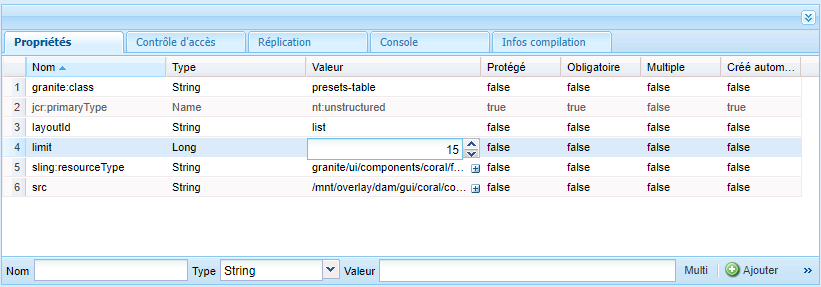 Propriétés Contrôle d'accès Réplication Console Infos compilation
Nom Type Valeur Protégé Obligatoire Multiple Créé autom...
1 granite:class String presets-table false false false false
2 jcr:primaryType Name nt:unstructured true true false true
3 layoutId String list false false false false
4 limit Long 15 false false false false
5 sling:resourceType String granite/ui/components/coral/f... false false false false
6 src String /mnt/overlay/dam/gui/coral/co... false false false false
Nom Type String Valeur Multi Ajouter »